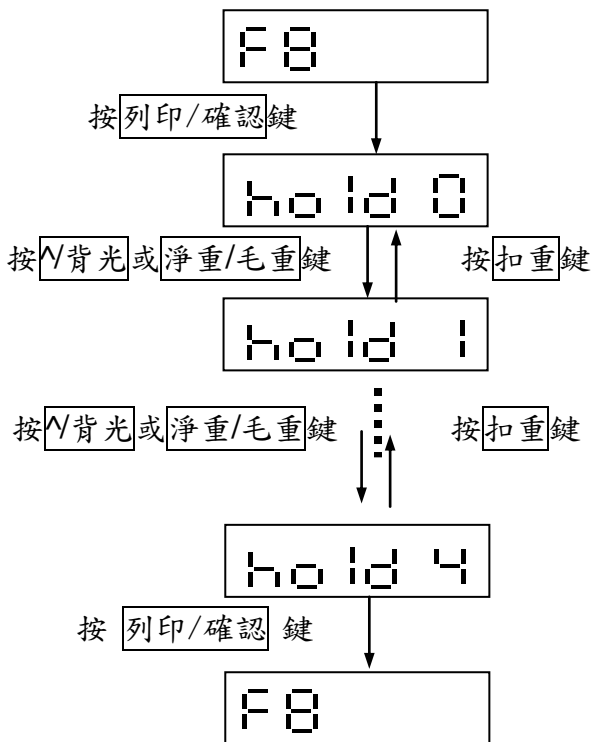 F8
按列印/確認鍵
hold 0
按^/背光或淨重/毛重鍵 按扣重鍵
hold 1
按^/背光或淨重/毛重鍵 按扣重鍵
hold 4
按 列印/確認 鍵
F8